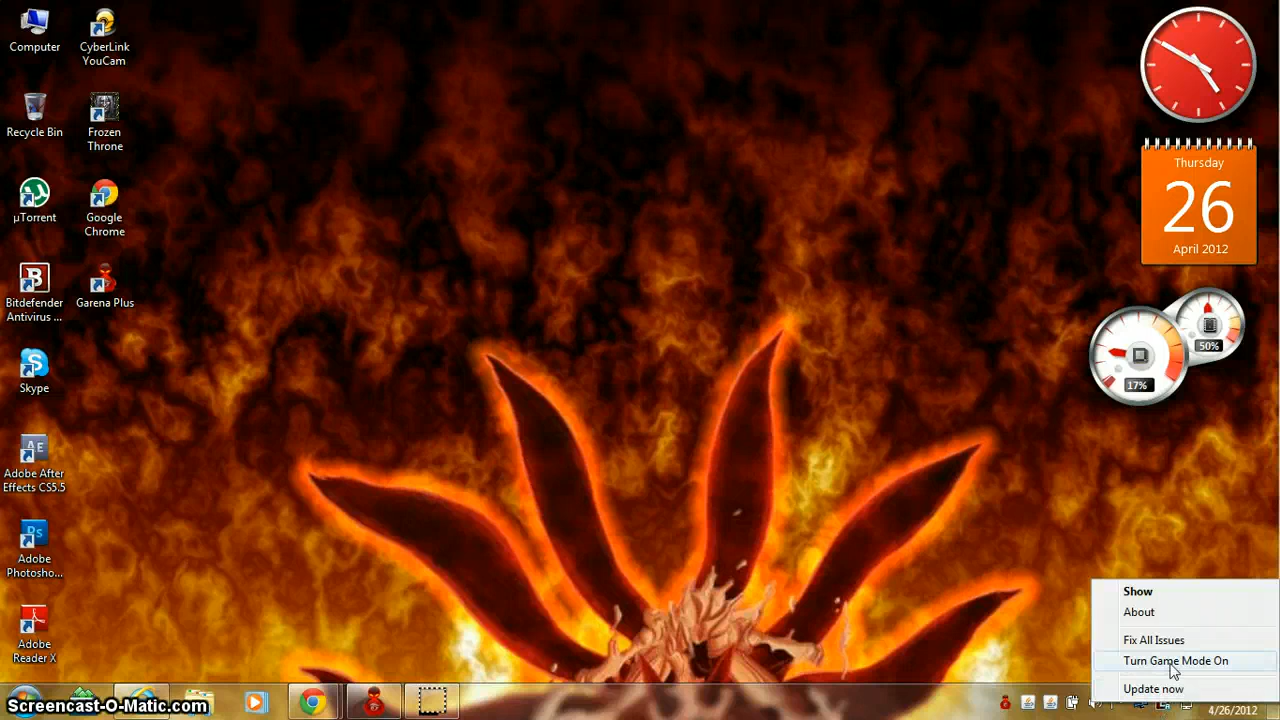 Computer
CyberLink
YouCam
Recycle Bin
Frozen
Throne
µTorrent
Google
Chrome
Bitdefender
Antivirus ...
Garena Plus
Skype
Adobe After
Effects CS5.5
Adobe
Photosho...
Adobe
Reader X
Thursday
26
April 2012
50%
17%
Show
About
Fix All Issues
Turn Game Mode On
Update now
4/26/2012
Screencast-O-Matic.com